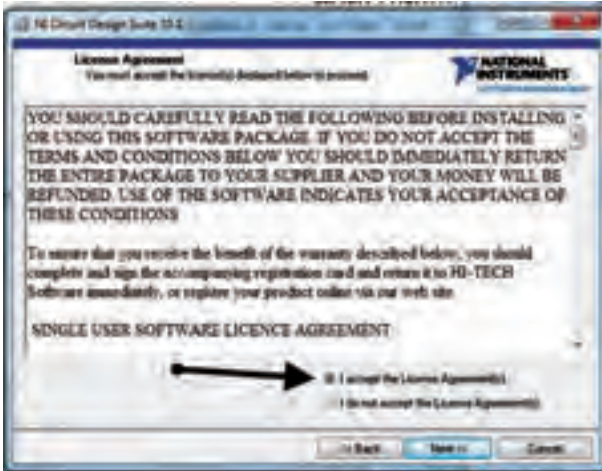 NI Circuit Design Suite
License Agreement
You must accept the license(s) displayed below to proceed.
NATIONAL
INSTRUMENTS
YOU SHOULD CAREFULLY READ THE FOLLOWING BEFORE INSTALLING
OR USING THIS SOFTWARE PACKAGE. IF YOU DO NOT ACCEPT THE
TERMS AND CONDITIONS BELOW YOU SHOULD IMMEDIATELY RETURN
THE ENTIRE PACKAGE TO YOUR SUPPLIER AND YOUR MONEY WILL BE
REFUNDED. USE OF THE SOFTWARE INDICATES YOUR ACCEPTANCE OF
THESE CONDITIONS
To ensure that you receive the benefit of the warranty described below, you should
complete and sign the accompanying registration card and return it to HI-TECH
Software immediately, or register your product online via our web site.
SINGLE USER SOFTWARE LICENCE AGREEMENT
I accept the License Agreement(s).
I do not accept the License Agreement(s).
<< Back
Next >>
Cancel